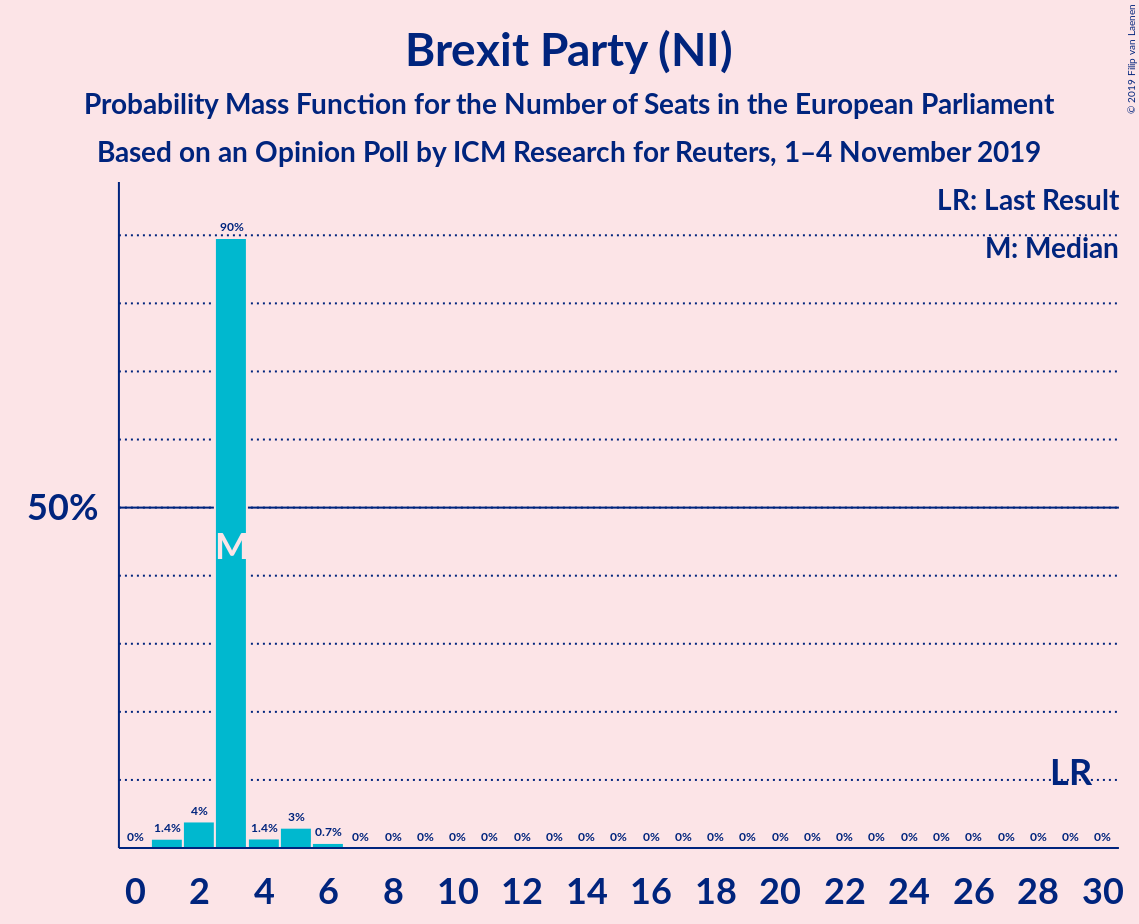 Brexit Party (NI)
Probability Mass Function for the Number of Seats in the European Parliament
Based on an Opinion Poll by ICM Research for Reuters, 1–4 November 2019
© 2019 Filip van Laenen
LR: Last Result
M: Median
90%
50%
M
LR
0% 1.4% 4% 1.4% 3% 0.7% 0% 0% 0% 0% 0% 0% 0% 0% 0% 0% 0% 0% 0% 0% 0% 0% 0% 0% 0% 0% 0% 0% 0% 0%
0 2 4 6 8 10 12 14 16 18 20 22 24 26 28 30